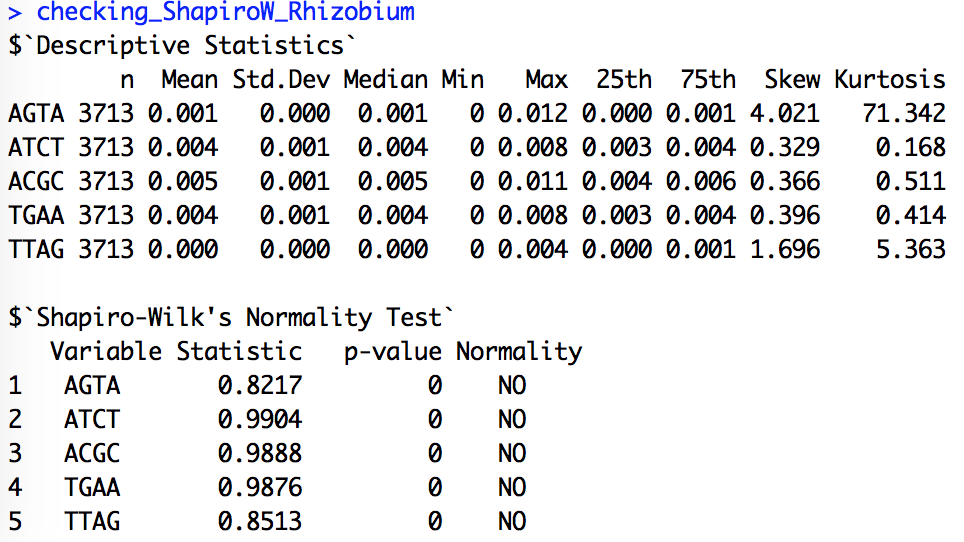 > checking_ShapiroW_Rhizobium
$`Descriptive Statistics`
        n  Mean Std.Dev Median Min   Max  25th  75th  Skew Kurtosis
AGTA 3713 0.001   0.000  0.001   0 0.012 0.000 0.001 4.021   71.342
ATCT 3713 0.004   0.001  0.004   0 0.008 0.003 0.004 0.329    0.168
ACGC 3713 0.005   0.001  0.005   0 0.011 0.004 0.006 0.366    0.511
TGAA 3713 0.004   0.001  0.004   0 0.008 0.003 0.004 0.396    0.414
TTAG 3713 0.000   0.000  0.000   0 0.004 0.000 0.001 1.696    5.363
$`Shapiro-Wilk's Normality Test`
   Variable Statistic   p-value Normality
1   AGTA       0.8217         0    NO
2   ATCT       0.9904         0    NO
3   ACGC       0.9888         0    NO
4   TGAA       0.9876         0    NO
5   TTAG       0.8513         0    NO